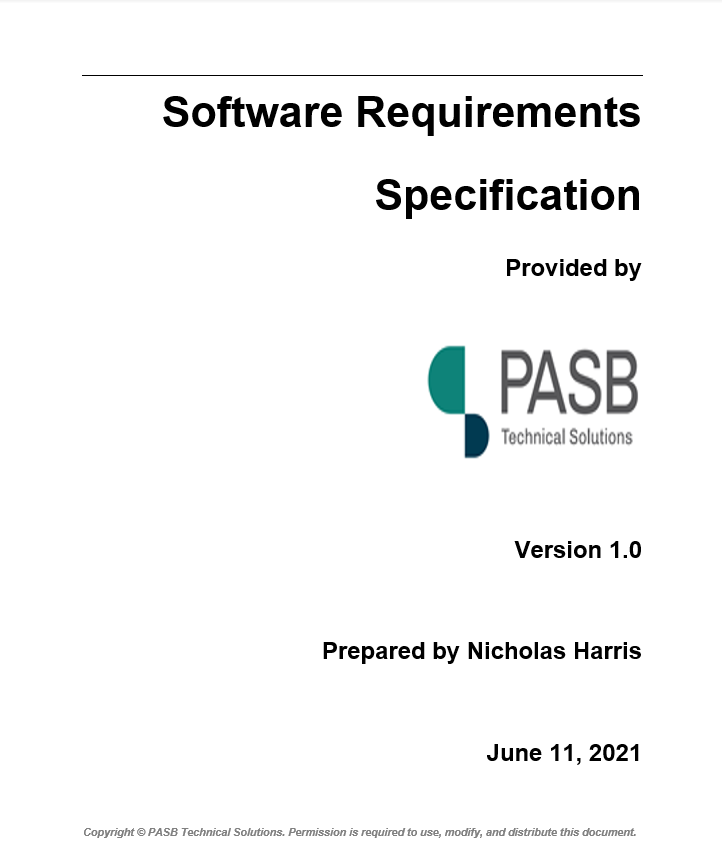 Software Requirements
Specification
Provided by
PASB
Technical Solutions
Version 1.0
Prepared by Nicholas Harris
June 11, 2021
Copyright © PASB Technical Solutions. Permission is required to use, modify, and distribute this document.